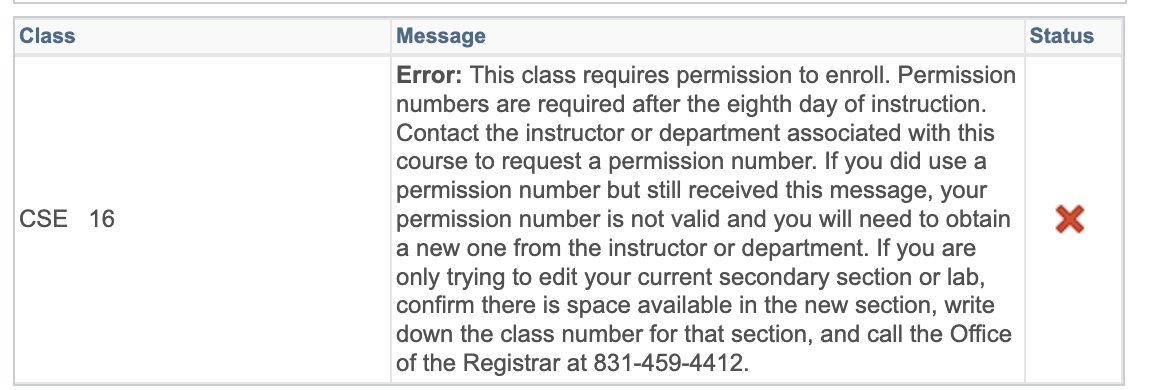 Class Message Status
Error: This class requires permission to enroll. Permission
numbers are required after the eighth day of instruction.
Contact the instructor or department associated with this
course to request a permission number. If you did use a
permission number but still received this message, your
CSE 16 permission number is not valid and you will need to obtain
a new one from the instructor or department. If you are
only trying to edit your current secondary section or lab,
confirm there is space available in the new section, write
down the class number for that section, and call the Office
of the Registrar at 831-459-4412.